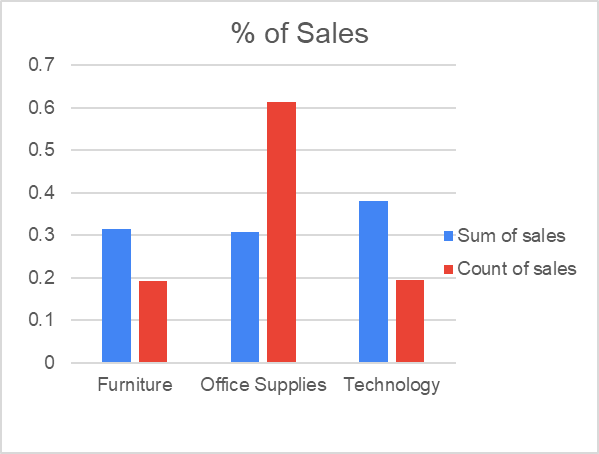 % of Sales
0.7
0.6
0.5
0.4
0.3
0.2
0.1
0
Furniture Office Supplies Technology
Sum of sales
Count of sales